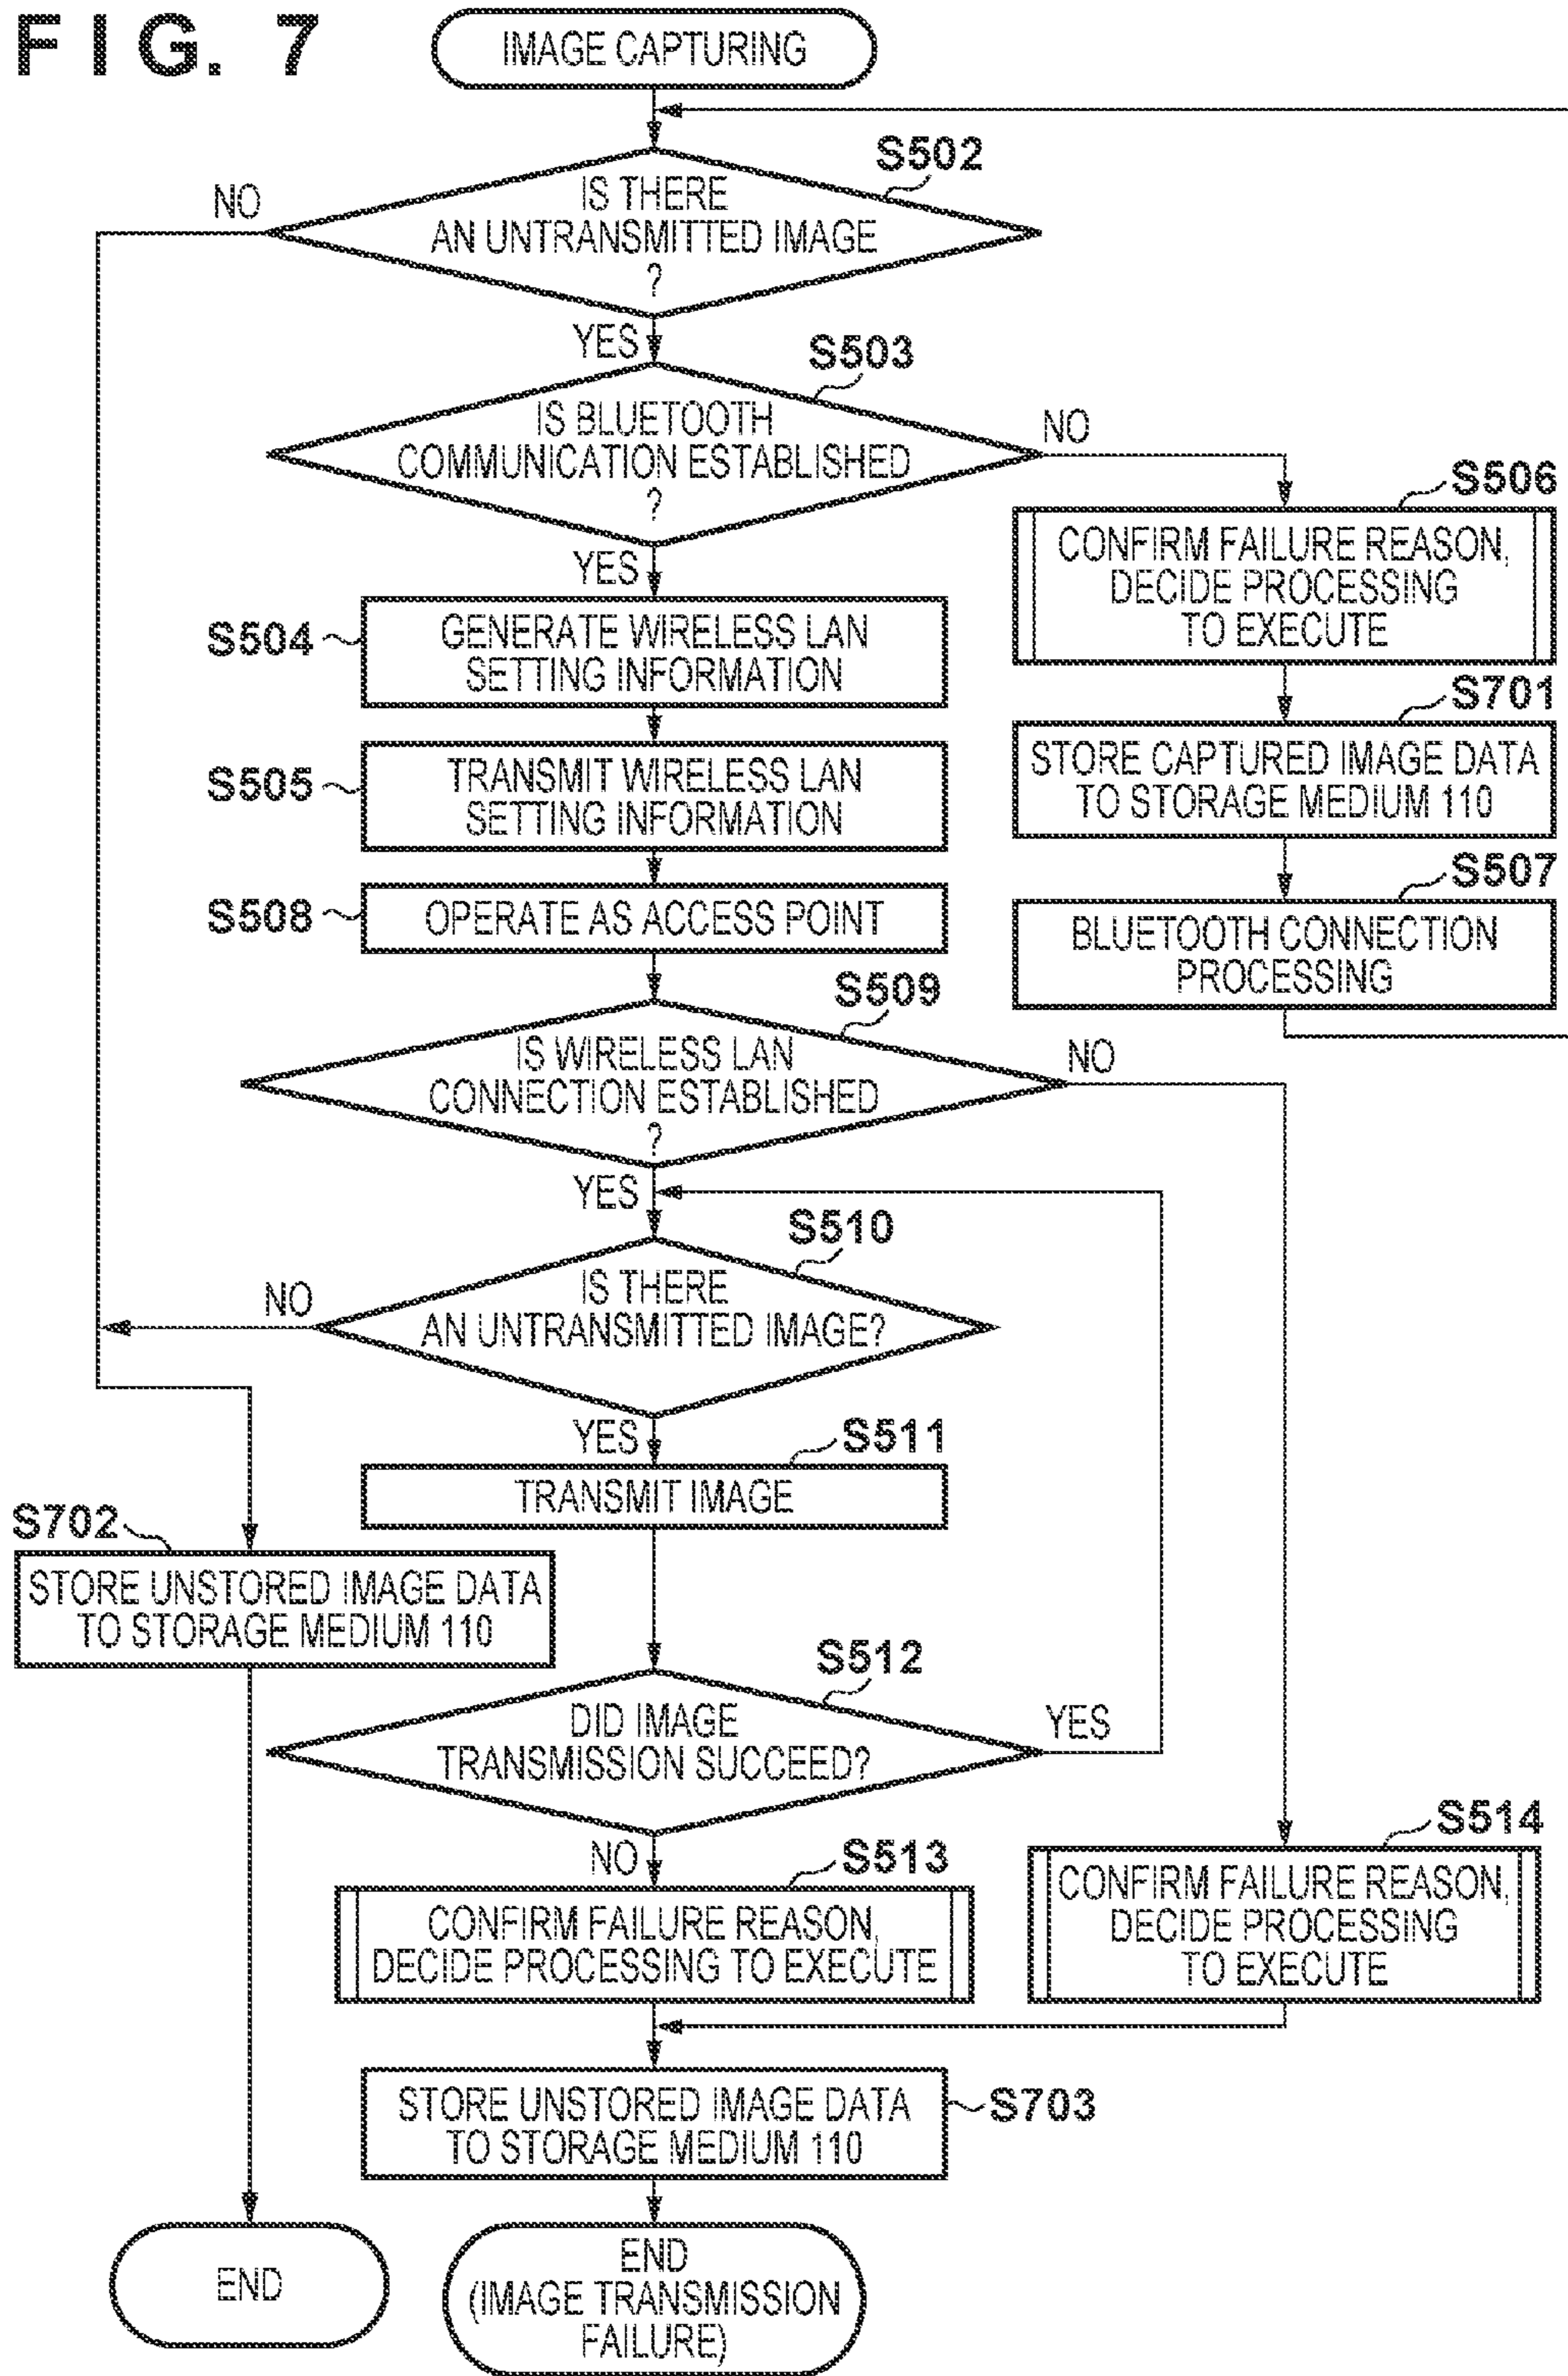 FIG. 7
IMAGE CAPTURING
S502
NO
IS THERE
AN UNTRANSMITTED IMAGE
?
YES
S503
IS BLUETOOTH
COMMUNICATION ESTABLISHED
?
NO
YES
S506
CONFIRM FAILURE REASON,
DECIDE PROCESSING
TO EXECUTE
S504
GENERATE WIRELESS LAN
SETTING INFORMATION
S701
STORE CAPTURED IMAGE DATA
TO STORAGE MEDIUM 110
S505
TRANSMIT WIRELESS LAN
SETTING INFORMATION
S507
BLUETOOTH CONNECTION
PROCESSING
S508
OPERATE AS ACCESS POINT
S509
IS WIRELESS LAN
CONNECTION ESTABLISHED
?
NO
YES
S510
NO
IS THERE
AN UNTRANSMITTED IMAGE?
YES
S511
TRANSMIT IMAGE
S702
STORE UNSTORED IMAGE DATA
TO STORAGE MEDIUM 110
S512
DID IMAGE
TRANSMISSION SUCCEED?
YES
NO
S513
CONFIRM FAILURE REASON,
DECIDE PROCESSING TO EXECUTE
S514
CONFIRM FAILURE REASON,
DECIDE PROCESSING
TO EXECUTE
STORE UNSTORED IMAGE DATA
TO STORAGE MEDIUM 110
S703
END
END
(IMAGE TRANSMISSION
FAILURE)